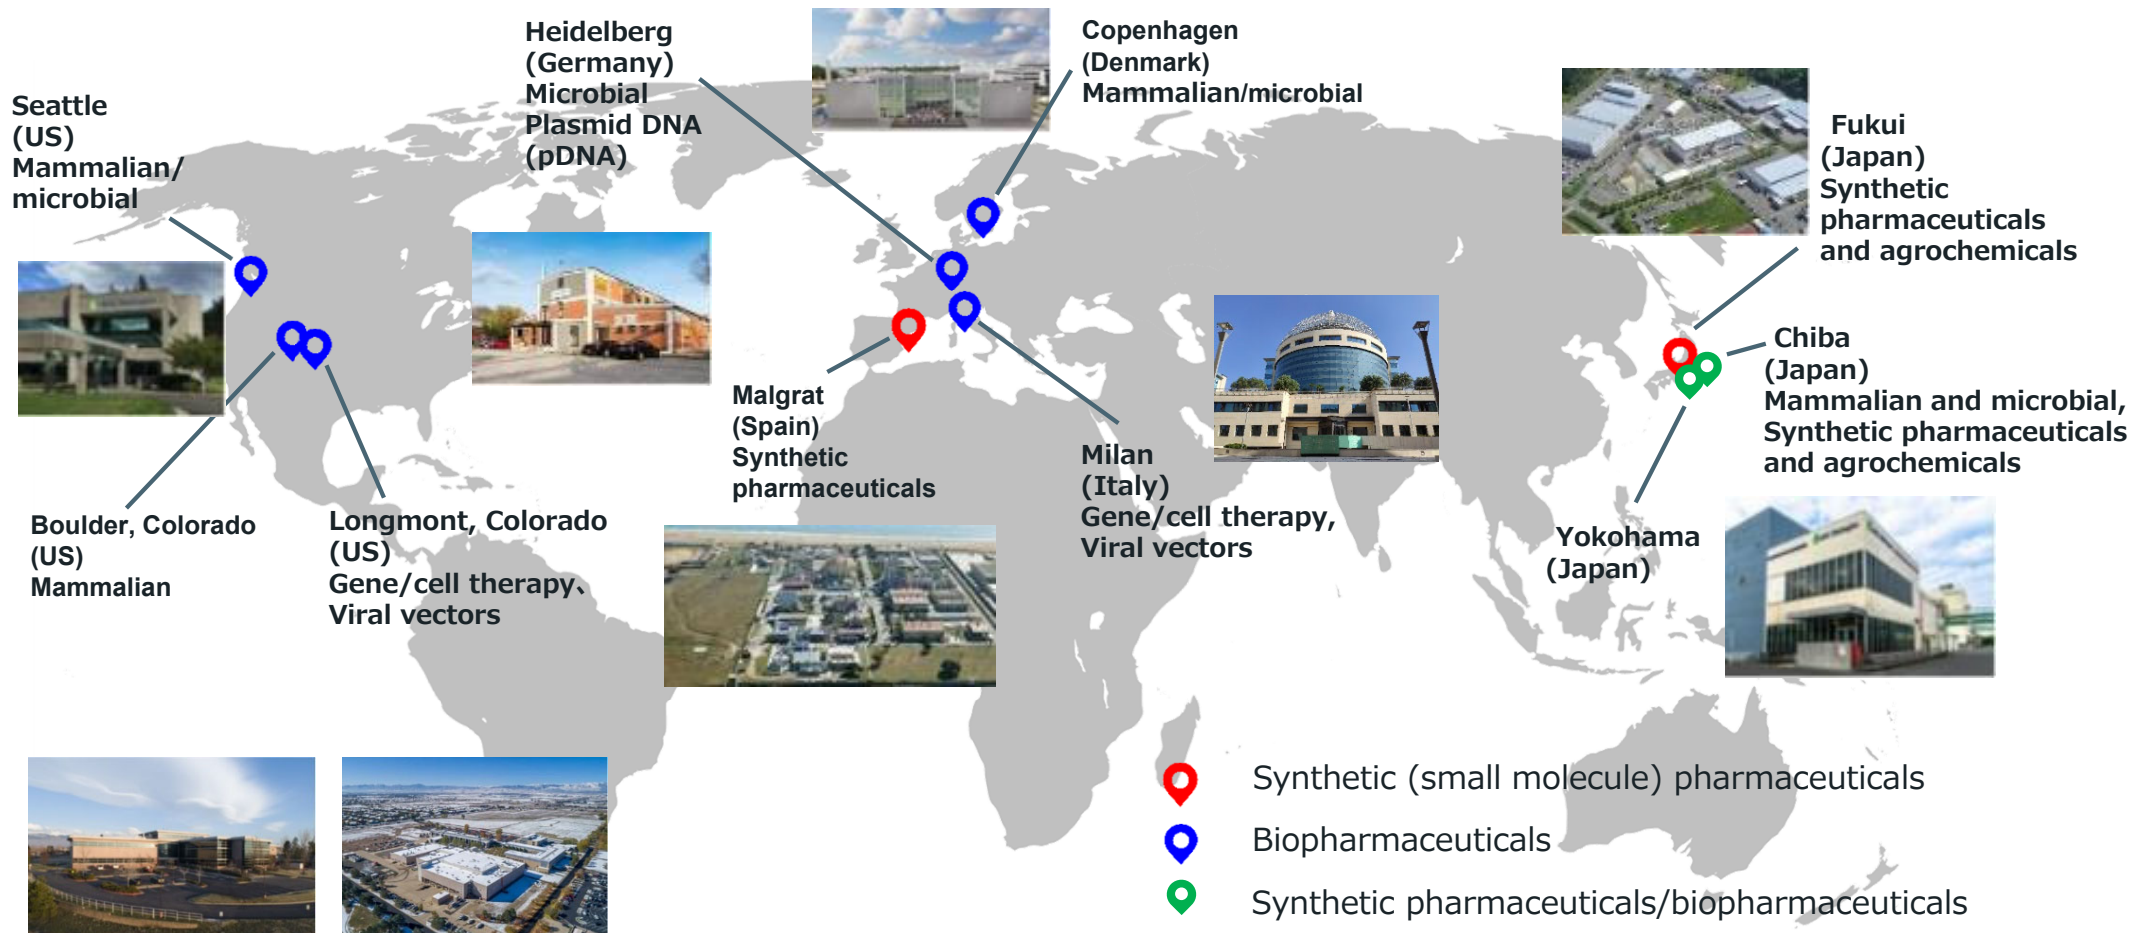 Seattle
(US)
Mammalian/
microbial
Heidelberg
(Germany)
Microbial
Plasmid DNA
(pDNA)
Copenhagen
(Denmark)
Mammalian/microbial
Fukui
(Japan)
Synthetic
pharmaceuticals
and agrochemicals
Chiba
(Japan)
Mammalian and microbial,
Synthetic pharmaceuticals
and agrochemicals
Malgrat
(Spain)
Synthetic
pharmaceuticals
Milan
(Italy)
Gene/cell therapy,
Viral vectors
Boulder, Colorado
(US)
Mammalian
Longmont, Colorado
(US)
Gene/cell therapy、
Viral vectors
Yokohama
(Japan)
Synthetic (small molecule) pharmaceuticals
Biopharmaceuticals
Synthetic pharmaceuticals/biopharmaceuticals